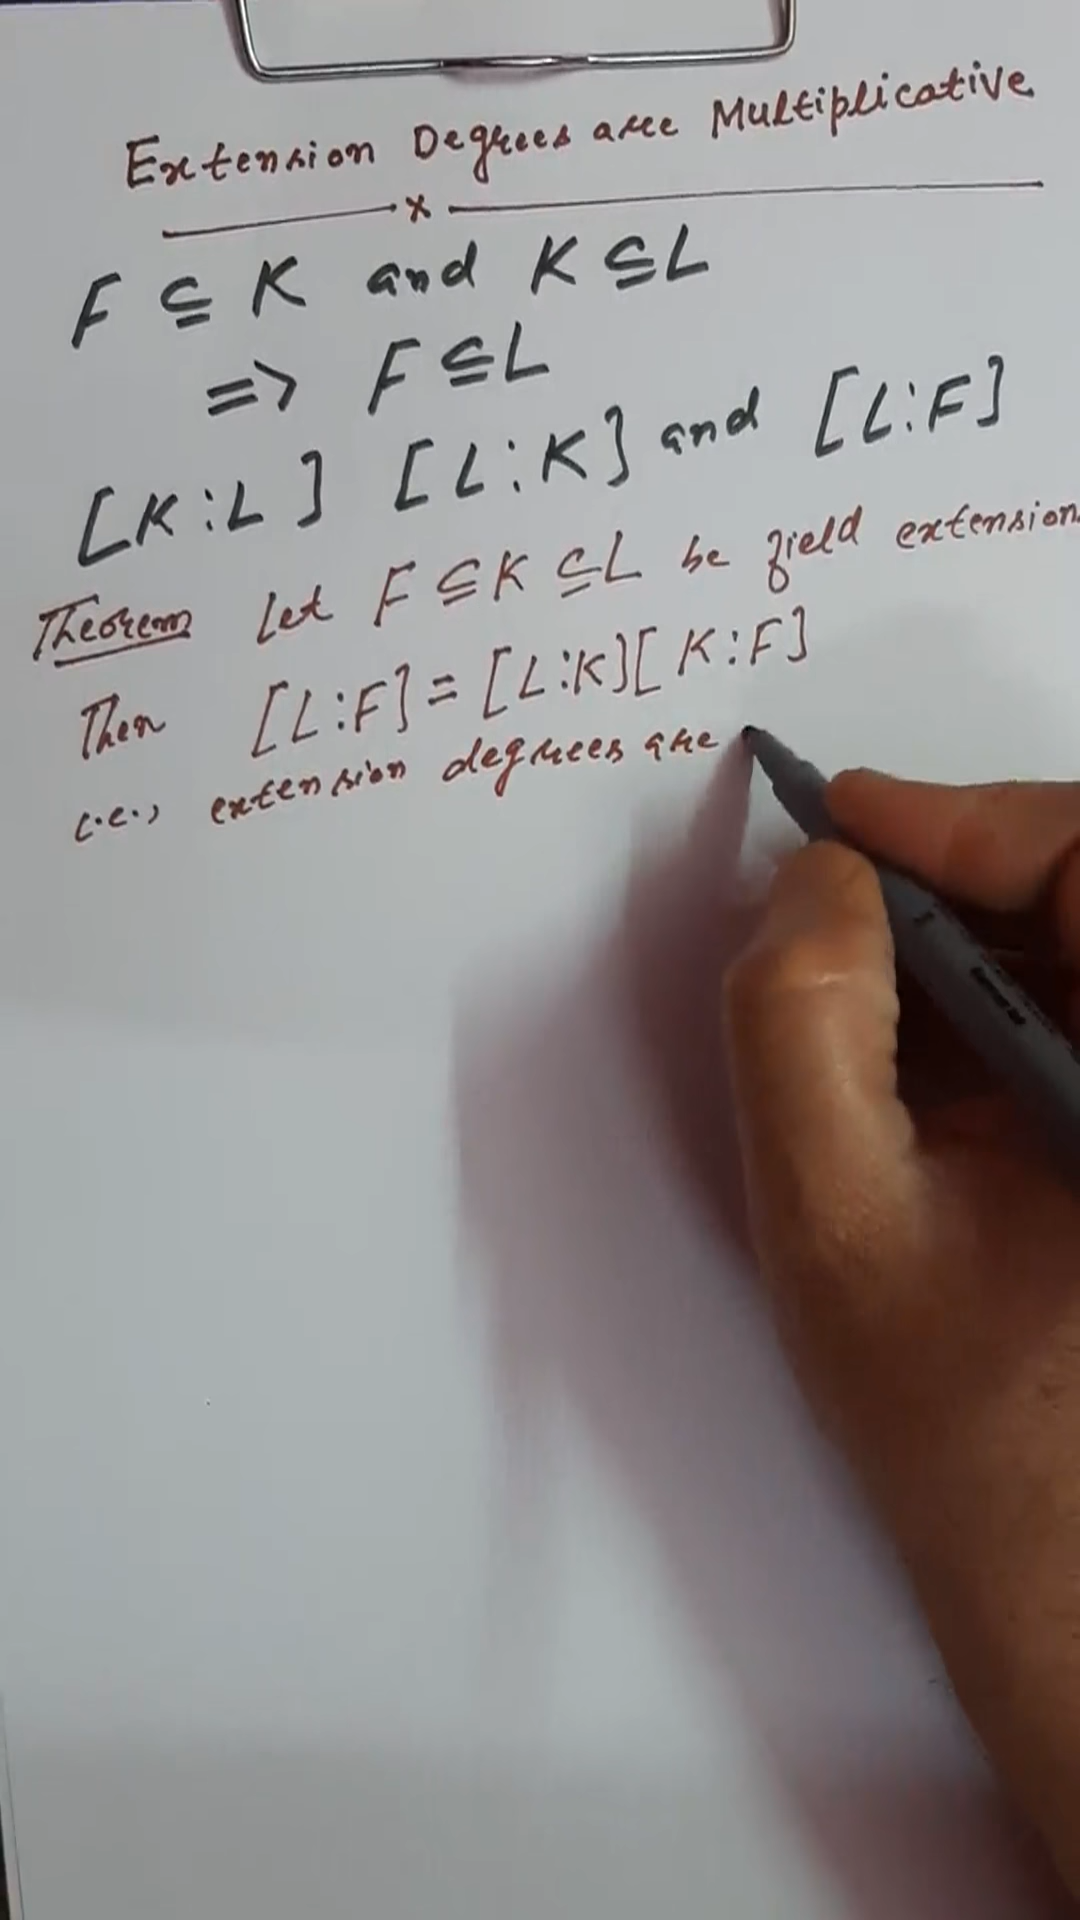 Extension Degrees are Multiplicative
x
F ⊆ K and K ⊆ L
=> F ⊆ L
[K:L] [L:K] and [L:F]
Theorem Let F ⊆ K ⊆ L be field extension
Then [L:F] = [L:K][K:F]
i.e., extension degrees are